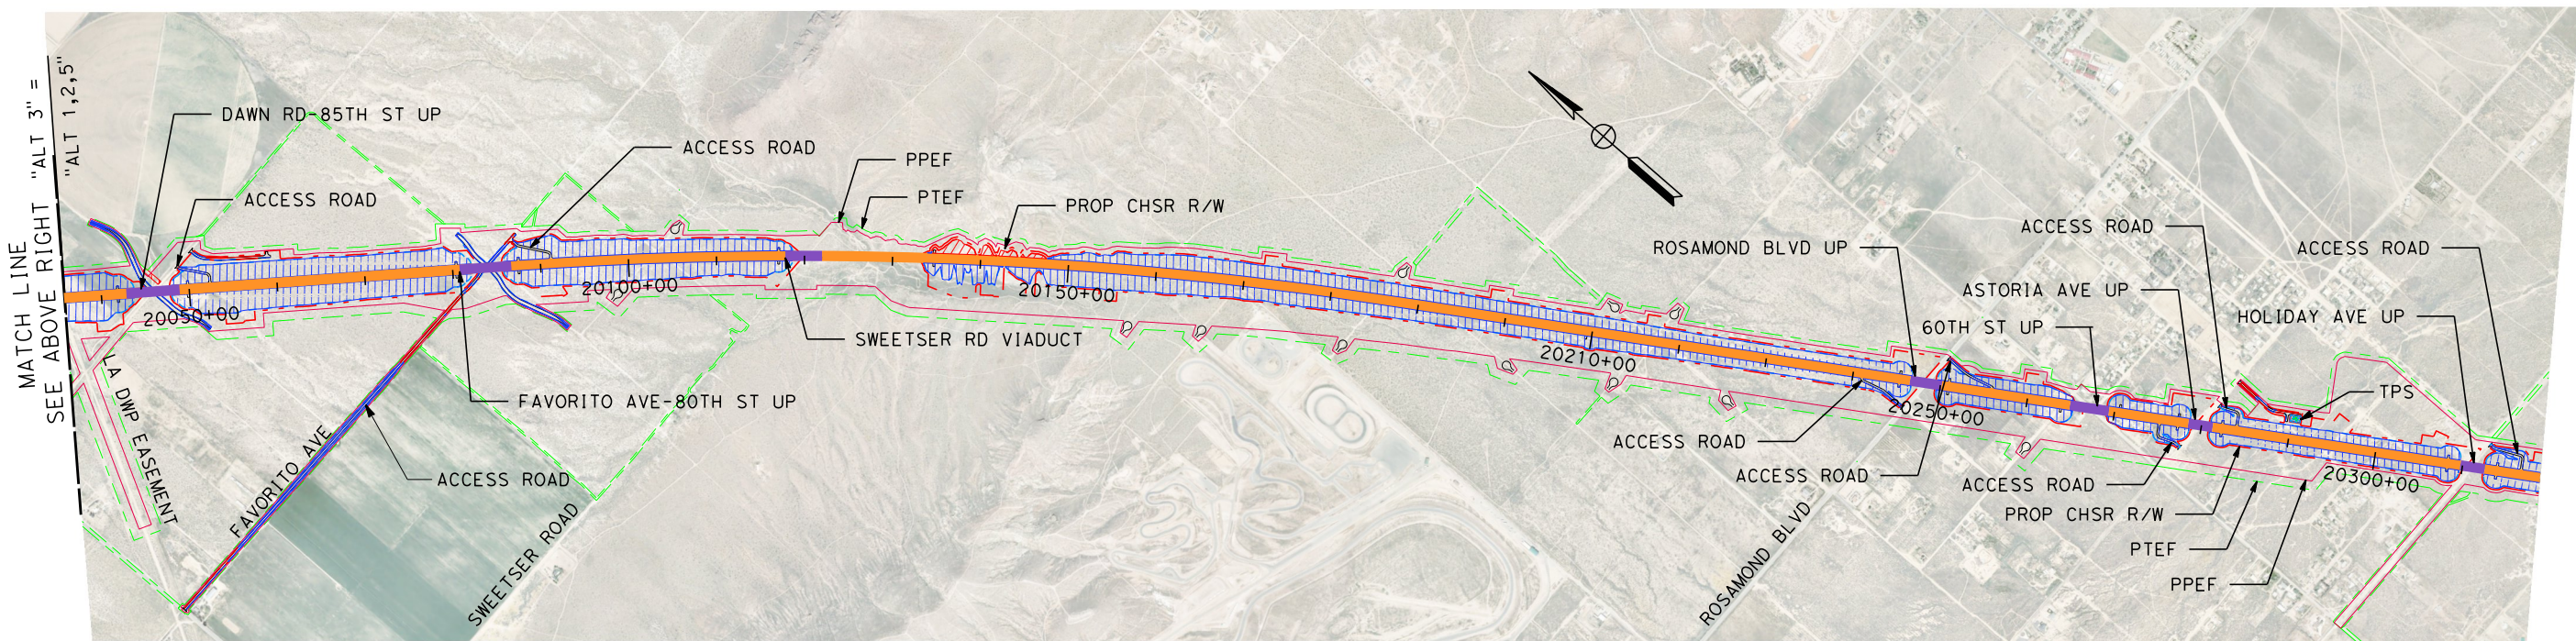 MATCH LINE
SEE ABOVE RIGHT
"ALT 3" =
"ALT 1,2,5"
DAWN RD-85TH ST UP
ACCESS ROAD
ACCESS ROAD
PPEF
PTEF
PROP CHSR R/W
20050+00
20100+00
20150+00
SWEETSER RD VIADUCT
FAVORITO AVE-80TH ST UP
LA DWP EASEMENT
FAVORITO AVE
ACCESS ROAD
SWEETSER ROAD
ROSAMOND BLVD UP
ACCESS ROAD
ACCESS ROAD
ASTORIA AVE UP
60TH ST UP
HOLIDAY AVE UP
20210+00
TPS
20250+00
ACCESS ROAD
ACCESS ROAD
ACCESS ROAD
20300+00
PROP CHSR R/W
PTEF
PPEF
ROSAMOND BLVD